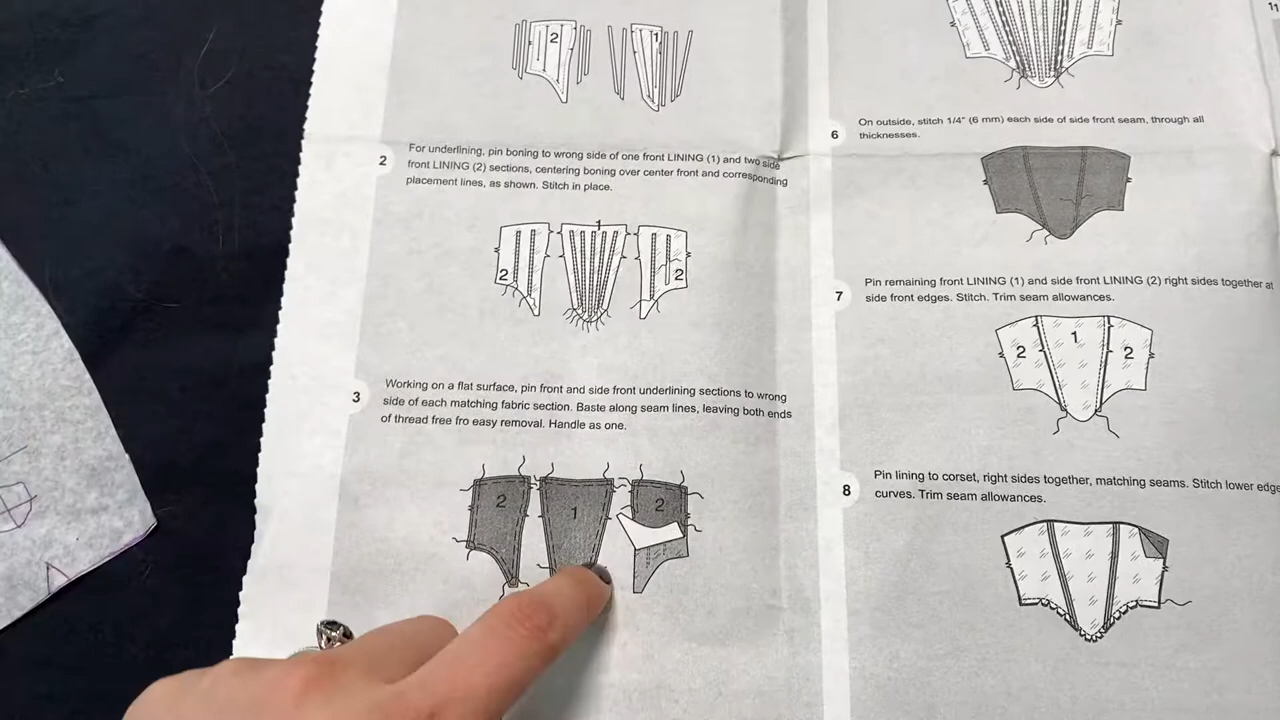 2
1
2
For underlining, pin boning to wrong side of one front LINING (1) and two side
front LINING (2) sections, centering boning over center front and corresponding
placement lines, as shown. Stitch in place.
1
2
2
3
Working on a flat surface, pin front and side front underlining sections to wrong
side of each matching fabric section. Baste along seam lines, leaving both ends
of thread free fro easy removal. Handle as one.
2
1
2
11
6
On outside, stitch 1/4" (6 mm) each side of side front seam, through all
thicknesses.
7
Pin remaining front LINING (1) and side front LINING (2) right sides together at
side front edges. Stitch. Trim seam allowances.
2
1
2
8
Pin lining to corset, right sides together, matching seams. Stitch lower edge
curves. Trim seam allowances.